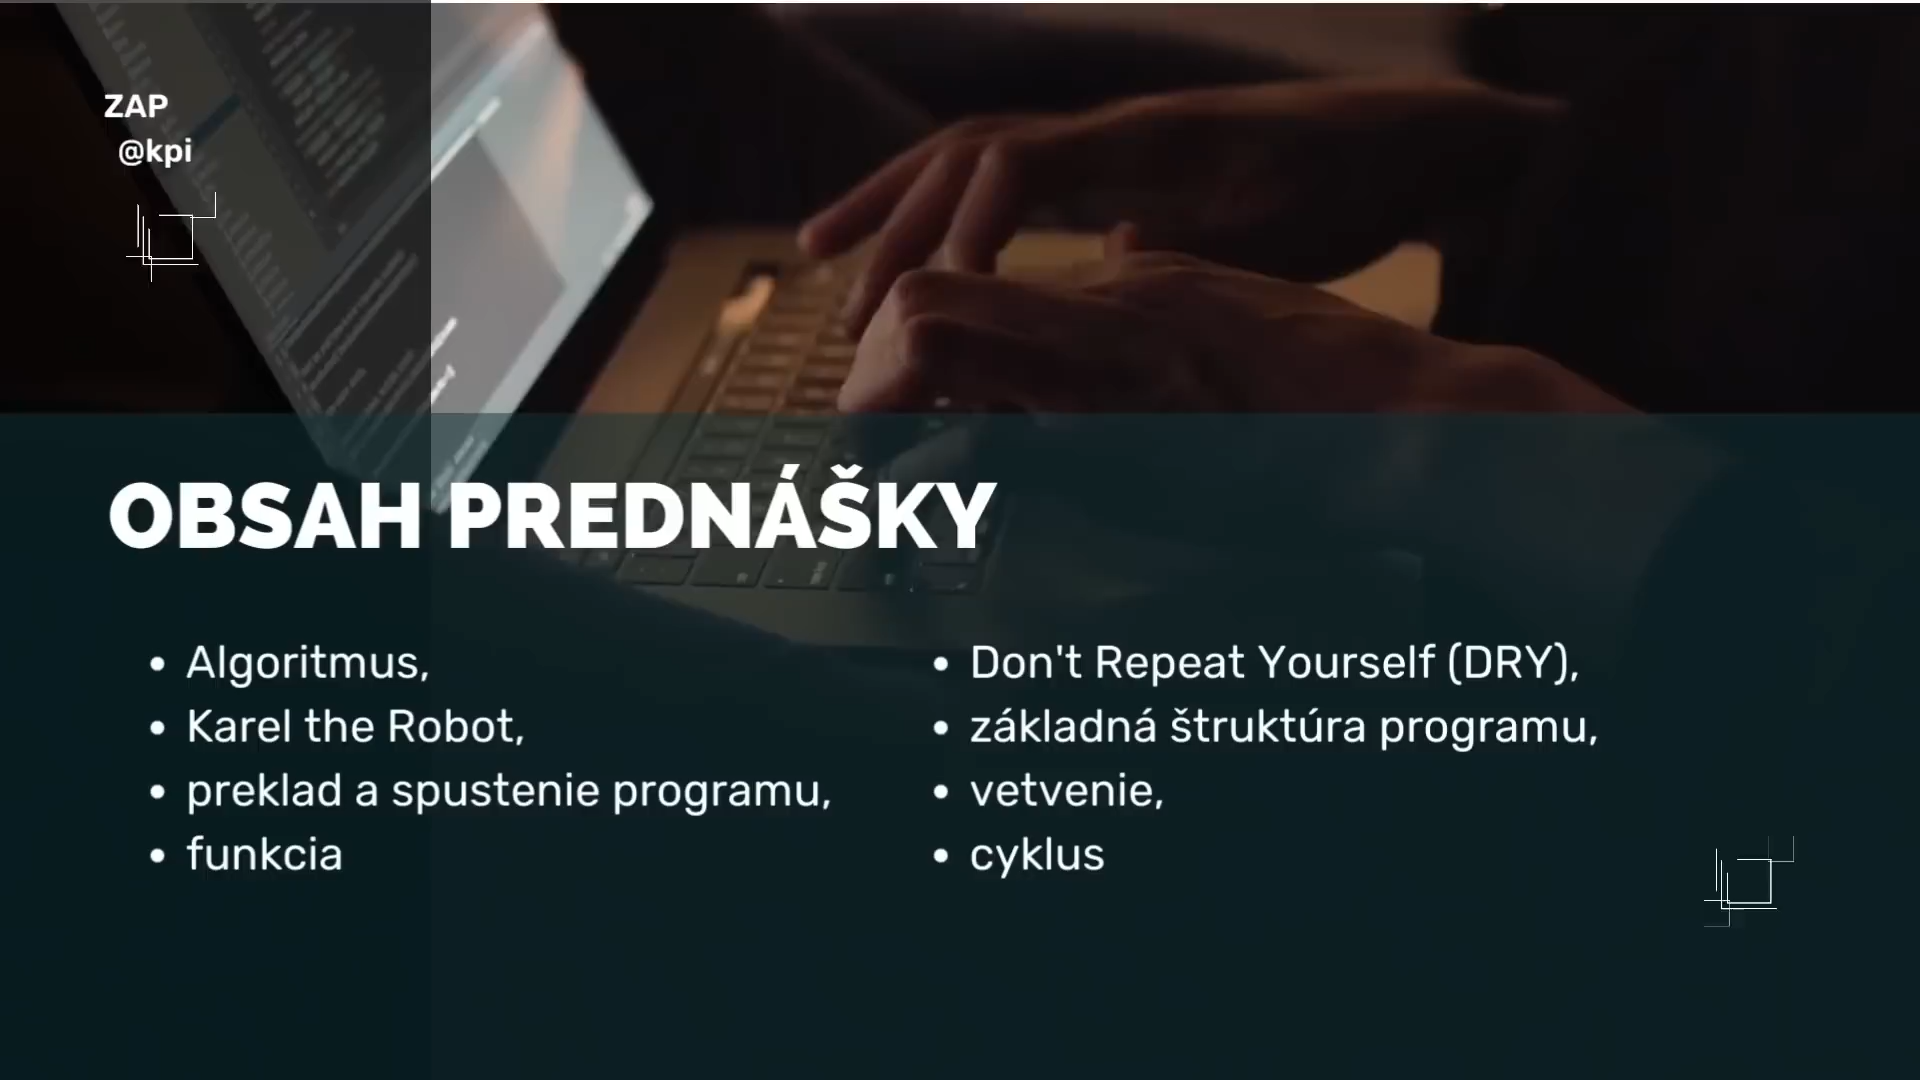 ZAP
@kpi
OBSAH PREDNÁŠKY
Algoritmus,
Karel the Robot,
preklad a spustenie programu,
funkcia
Don't Repeat Yourself (DRY),
základná štruktúra programu,
vetvenie,
cyklus